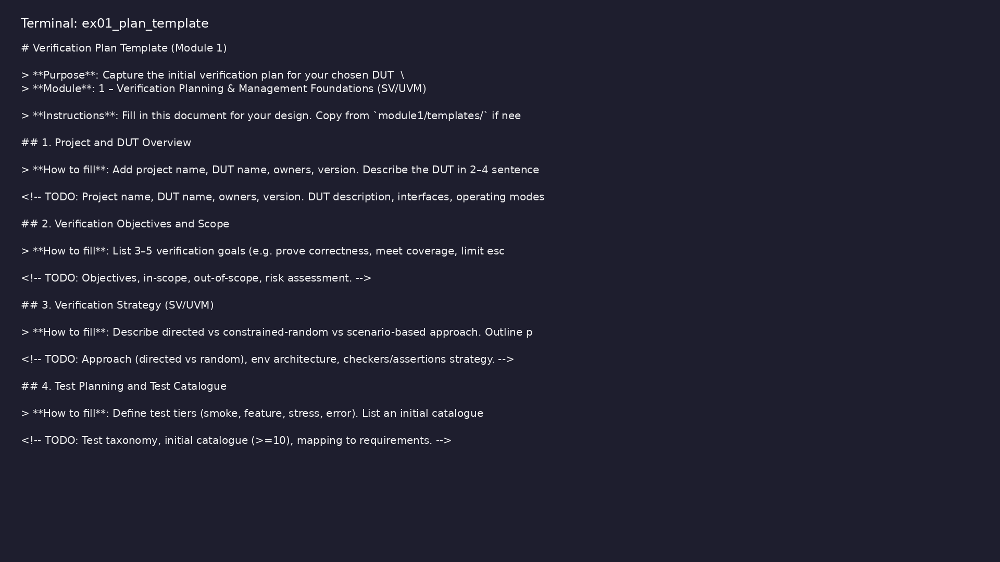 Terminal: ex01_plan_template
# Verification Plan Template (Module 1)
> **Purpose**: Capture the initial verification plan for your chosen DUT  \
> **Module**: 1 – Verification Planning & Management Foundations (SV/UVM)
> **Instructions**: Fill in this document for your design. Copy from `module1/templates/` if nee
## 1. Project and DUT Overview
> **How to fill**: Add project name, DUT name, owners, version. Describe the DUT in 2–4 sentence
<!-- TODO: Project name, DUT name, owners, version. DUT description, interfaces, operating modes
## 2. Verification Objectives and Scope
> **How to fill**: List 3–5 verification goals (e.g. prove correctness, meet coverage, limit esc
<!-- TODO: Objectives, in-scope, out-of-scope, risk assessment. -->
## 3. Verification Strategy (SV/UVM)
> **How to fill**: Describe directed vs constrained-random vs scenario-based approach. Outline p
<!-- TODO: Approach (directed vs random), env architecture, checkers/assertions strategy. -->
## 4. Test Planning and Test Catalogue
> **How to fill**: Define test tiers (smoke, feature, stress, error). List an initial catalogue
<!-- TODO: Test taxonomy, initial catalogue (>=10), mapping to requirements. -->